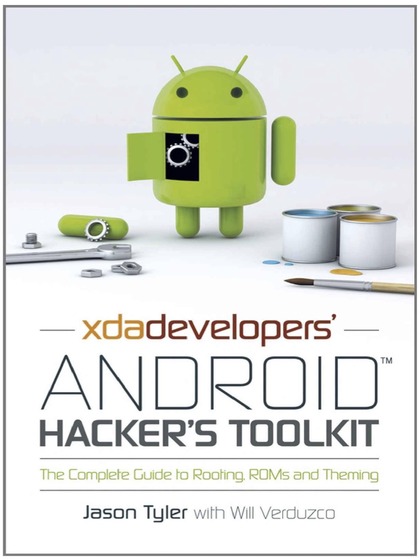 xdadevelopers'
ANDROID™
HACKER'S TOOLKIT
The Complete Guide to Rooting, ROMs and Theming
Jason Tyler with Will Verduzco